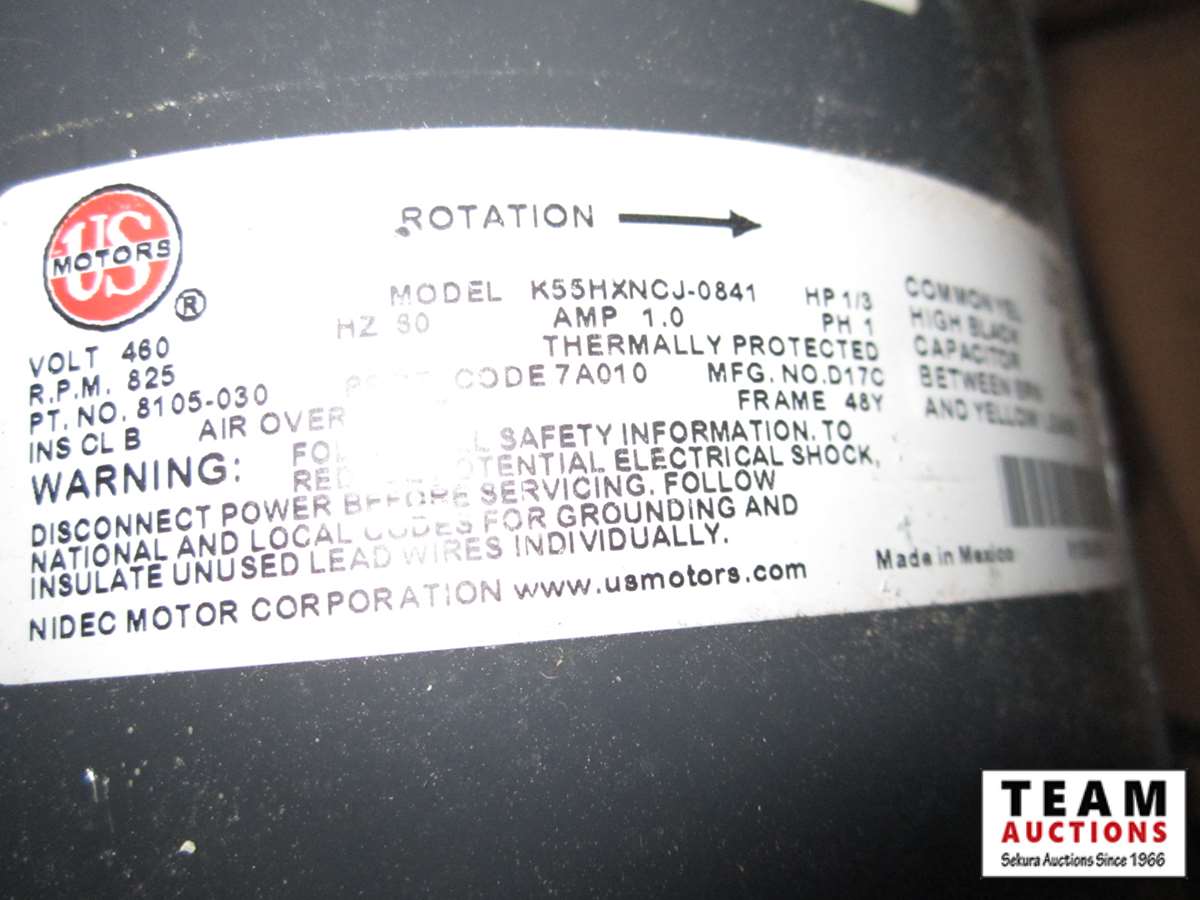 US
MOTORS
®
ROTATION
MODEL K55HXNCJ-0841 HP 1/3
VOLT 460 HZ 60 AMP 1.0 PH 1
R.P.M. 825 THERMALLY PROTECTED
PT. NO. 8105-030 CODE 7A010 MFG. NO. D17C
INS CL B AIR OVER FRAME 48Y
WARNING: SAFETY INFORMATION. TO
POTENTIAL ELECTRICAL SHOCK,
DISCONNECT POWER BEFORE SERVICING. FOLLOW
NATIONAL AND LOCAL CODES FOR GROUNDING AND
INSULATE UNUSED LEAD WIRES INDIVIDUALLY.
NIDEC MOTOR CORPORATION www.usmotors.com
COMMON YEL
HIGH BLACK
CAPACITOR
BETWEEN BRN
AND YELLOW
Made in Mexico
TEAM
AUCTIONS
Sekura Auctions Since 1966